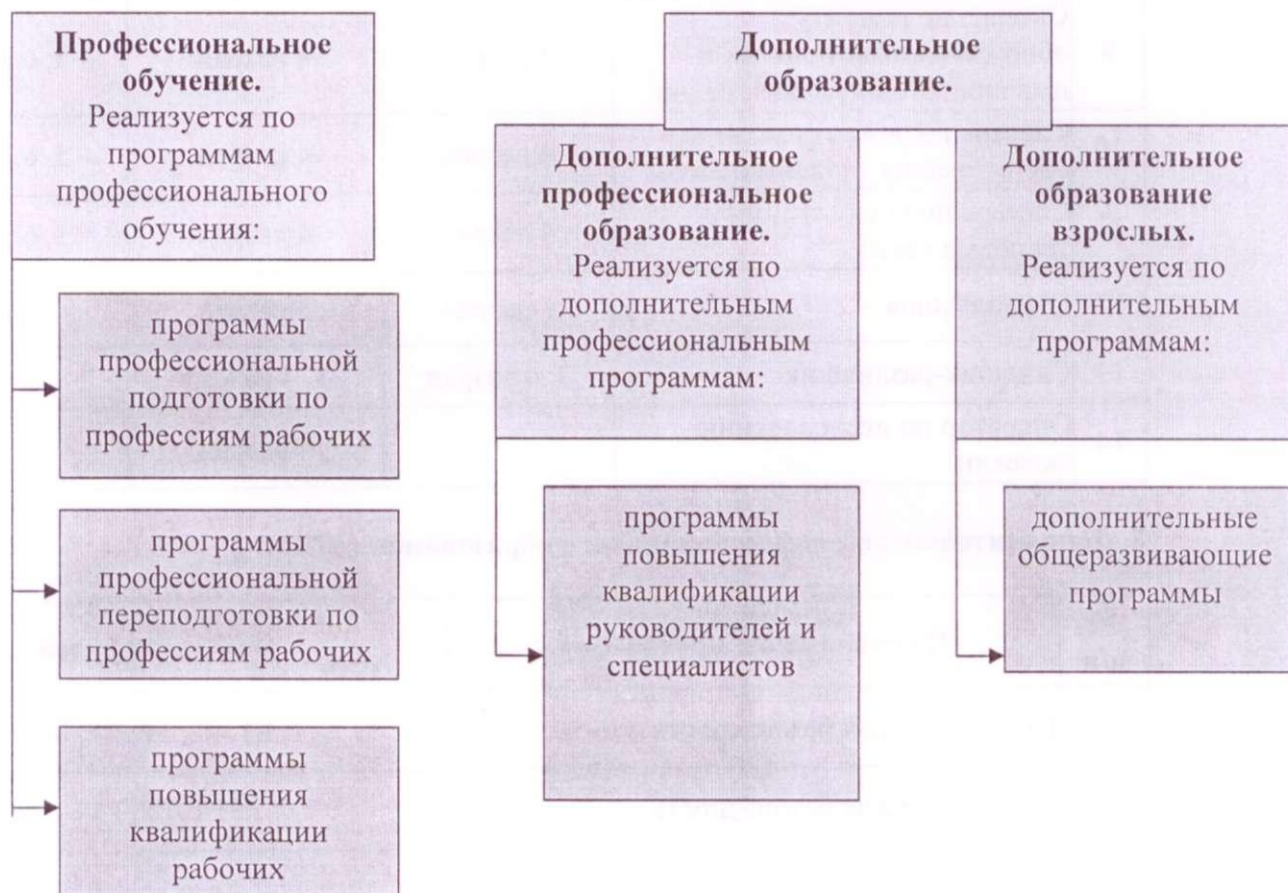 Профессиональное
обучение.
Реализуется по
программам
профессионального
обучения:
программы
профессиональной
подготовки по
профессиям рабочих
программы
профессиональной
переподготовки по
профессиям рабочих
программы
повышения
квалификации
рабочих
Дополнительное
образование.
Дополнительное
профессиональное
образование.
Реализуется по
дополнительным
профессиональным
программам:
программы
повышения
квалификации
руководителей и
специалистов
Дополнительное
образование
взрослых.
Реализуется по
дополнительным
программам:
дополнительные
общеразвивающие
программы